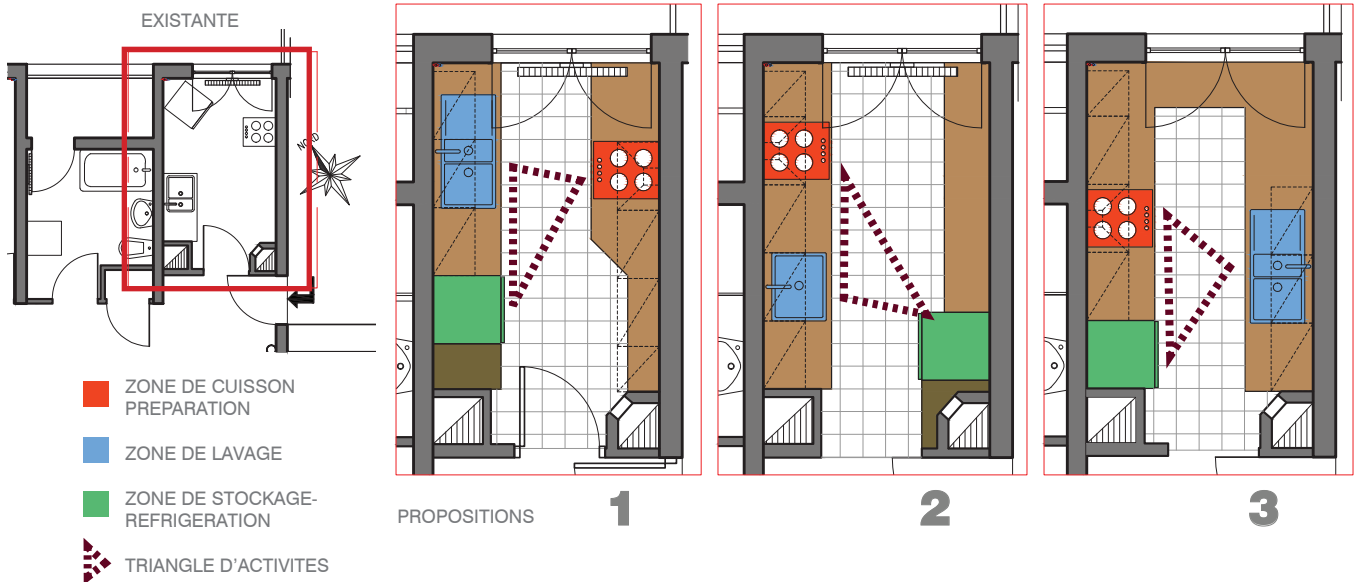 EXISTANTE
NORD
ZONE DE CUISSON
PREPARATION
ZONE DE LAVAGE
ZONE DE STOCKAGE-
REFRIGERATION
TRIANGLE D'ACTIVITES
PROPOSITIONS
1
2
3